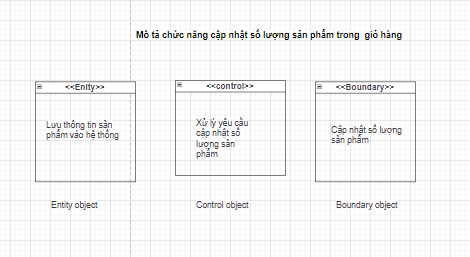 Mô tả chức năng cập nhật số lượng sản phẩm trong giỏ hàng
<<Enity>>
Lưu thông tin sản
phẩm vào hệ thống
Entity object
<<control>>
Xử lý yêu cầu
cập nhật số
lượng sản
phẩm
Control object
<<Boundary>>
Cập nhật số lượng
sản phẩm
Boundary object